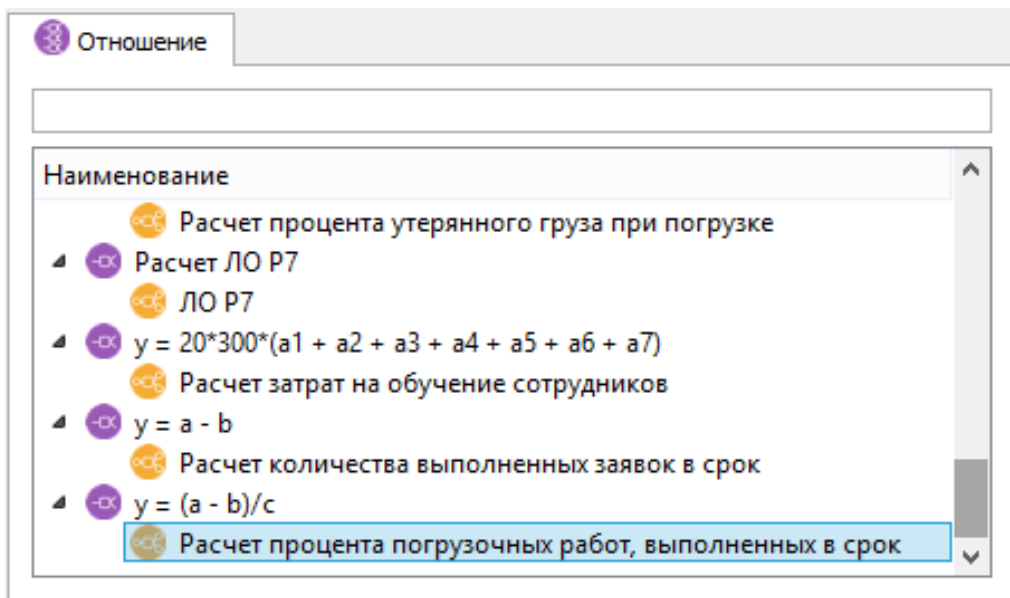 Отношение
Наименование
Расчет процента утерянного груза при погрузке
Расчет ЛО Р7
ЛО Р7
y = 20*300*(a1 + a2 + a3 + a4 + a5 + a6 + a7)
Расчет затрат на обучение сотрудников
y = a - b
Расчет количества выполненных заявок в срок
y = (a - b)/c
Расчет процента погрузочных работ, выполненных в срок